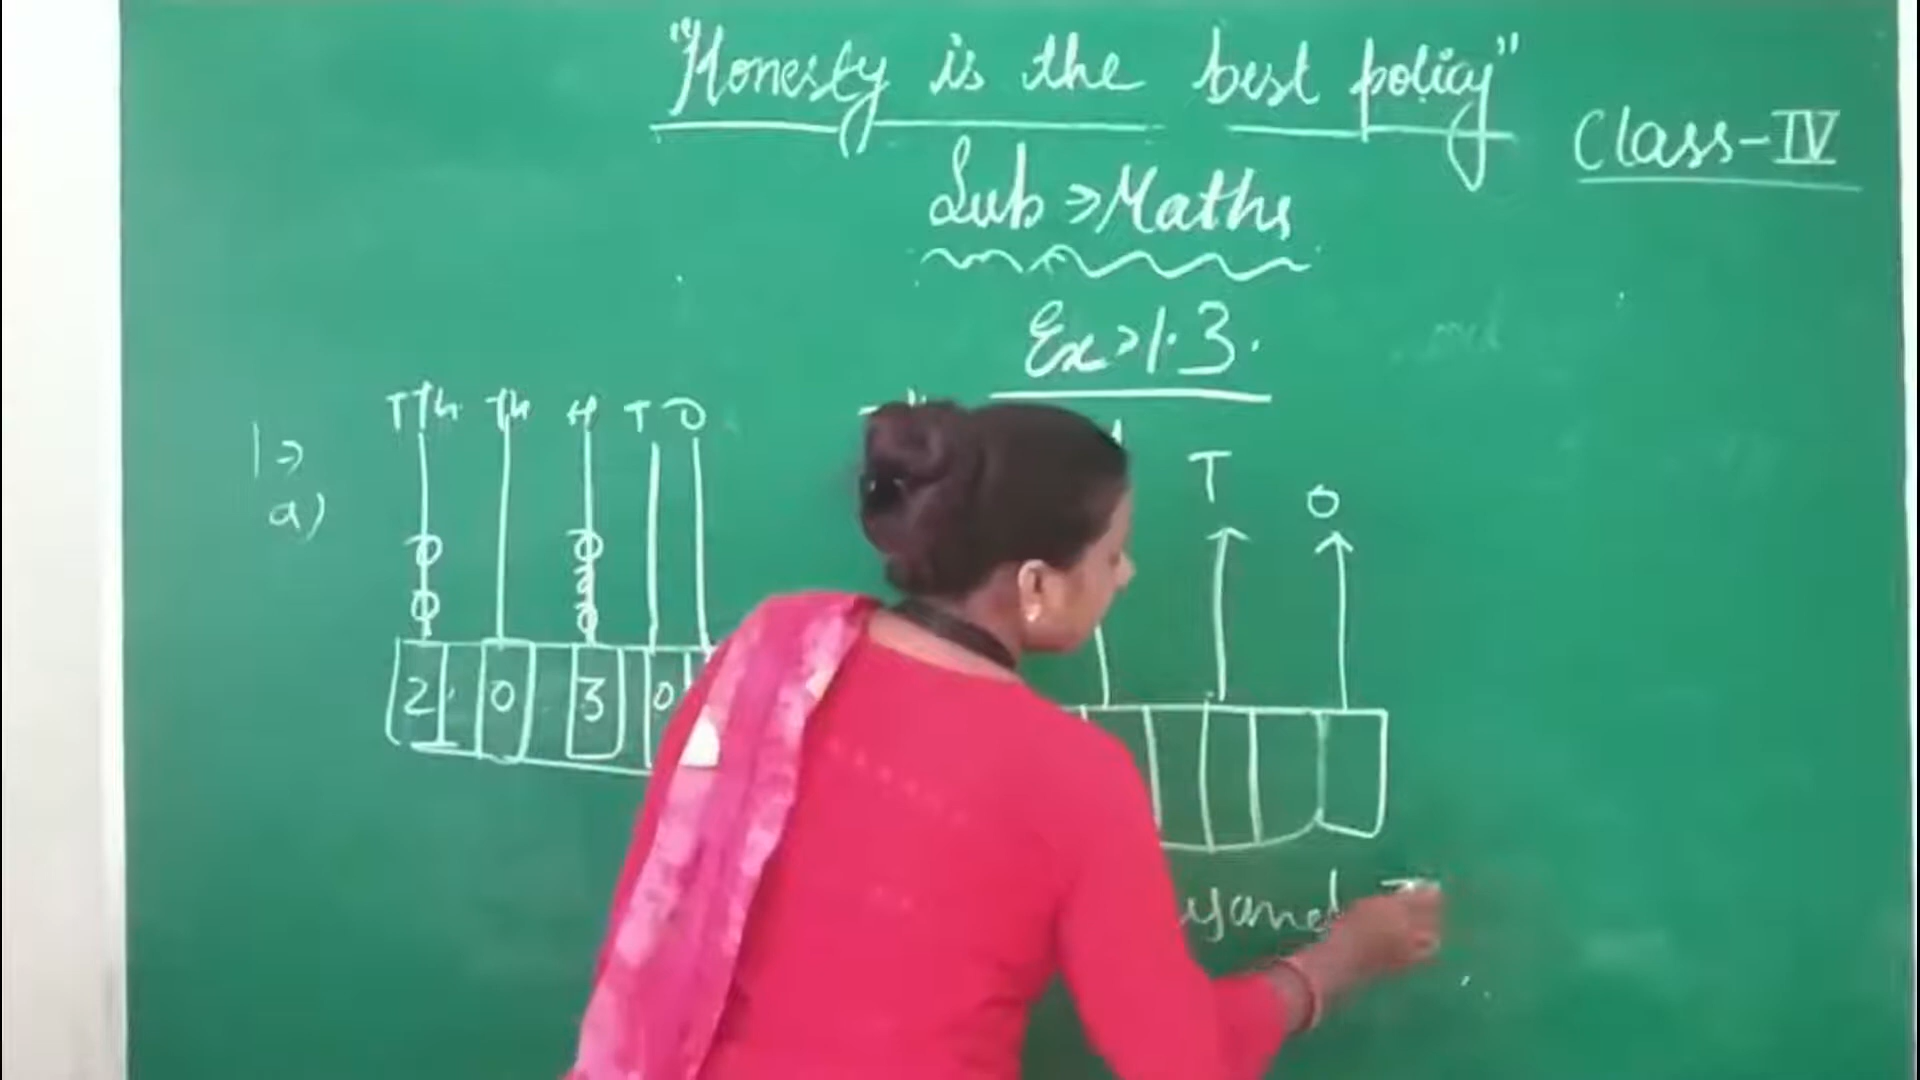 "Honesty is the best policy"
Class-IV
Sub⇒Maths
Ex⇒1.3.
1⇒
a)
TTh Th H T O
2 0 3 0
T O